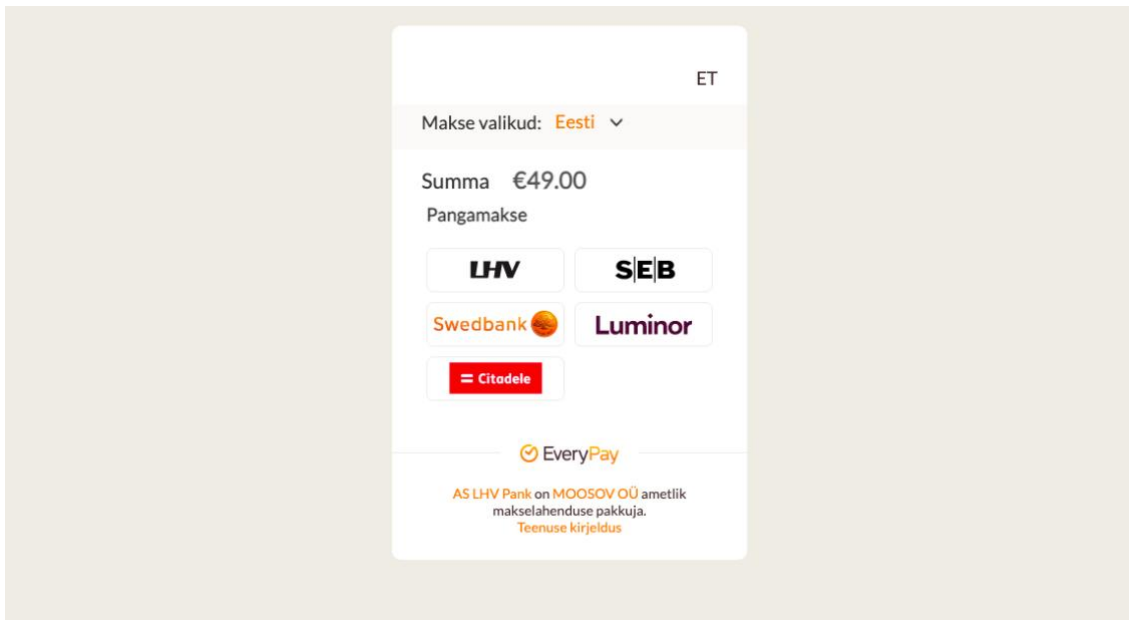 ET
Makse valikud: Eesti
Summa €49.00
Pangamakse
LHV SEB
Swedbank Luminor
Citadele
EveryPay
AS LHV Pank on MOOSOV OÜ ametlik
makselahenduse pakkuja.
Teenuse kirjeldus